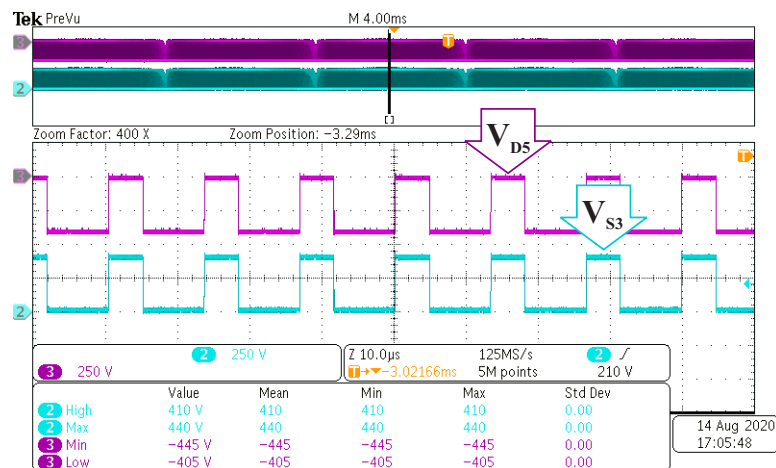 Tek PreVu M 4.00ms
3
T
2
Zoom Factor: 400 X Zoom Position: -3.29ms
V D5
T
3
V S3
2
2 250 V Z 10.0µs 125MS/s 2
3 250 V T→▼-3.02166ms 5M points 210 V
Value Mean Min Max Std Dev
2 High 410 V 410 410 410 0.00
2 Max 440 V 440 440 440 0.00
3 Min -445 V -445 -445 -445 0.00
3 Low -405 V -405 -405 -405 0.00
14 Aug 2020
17:05:48